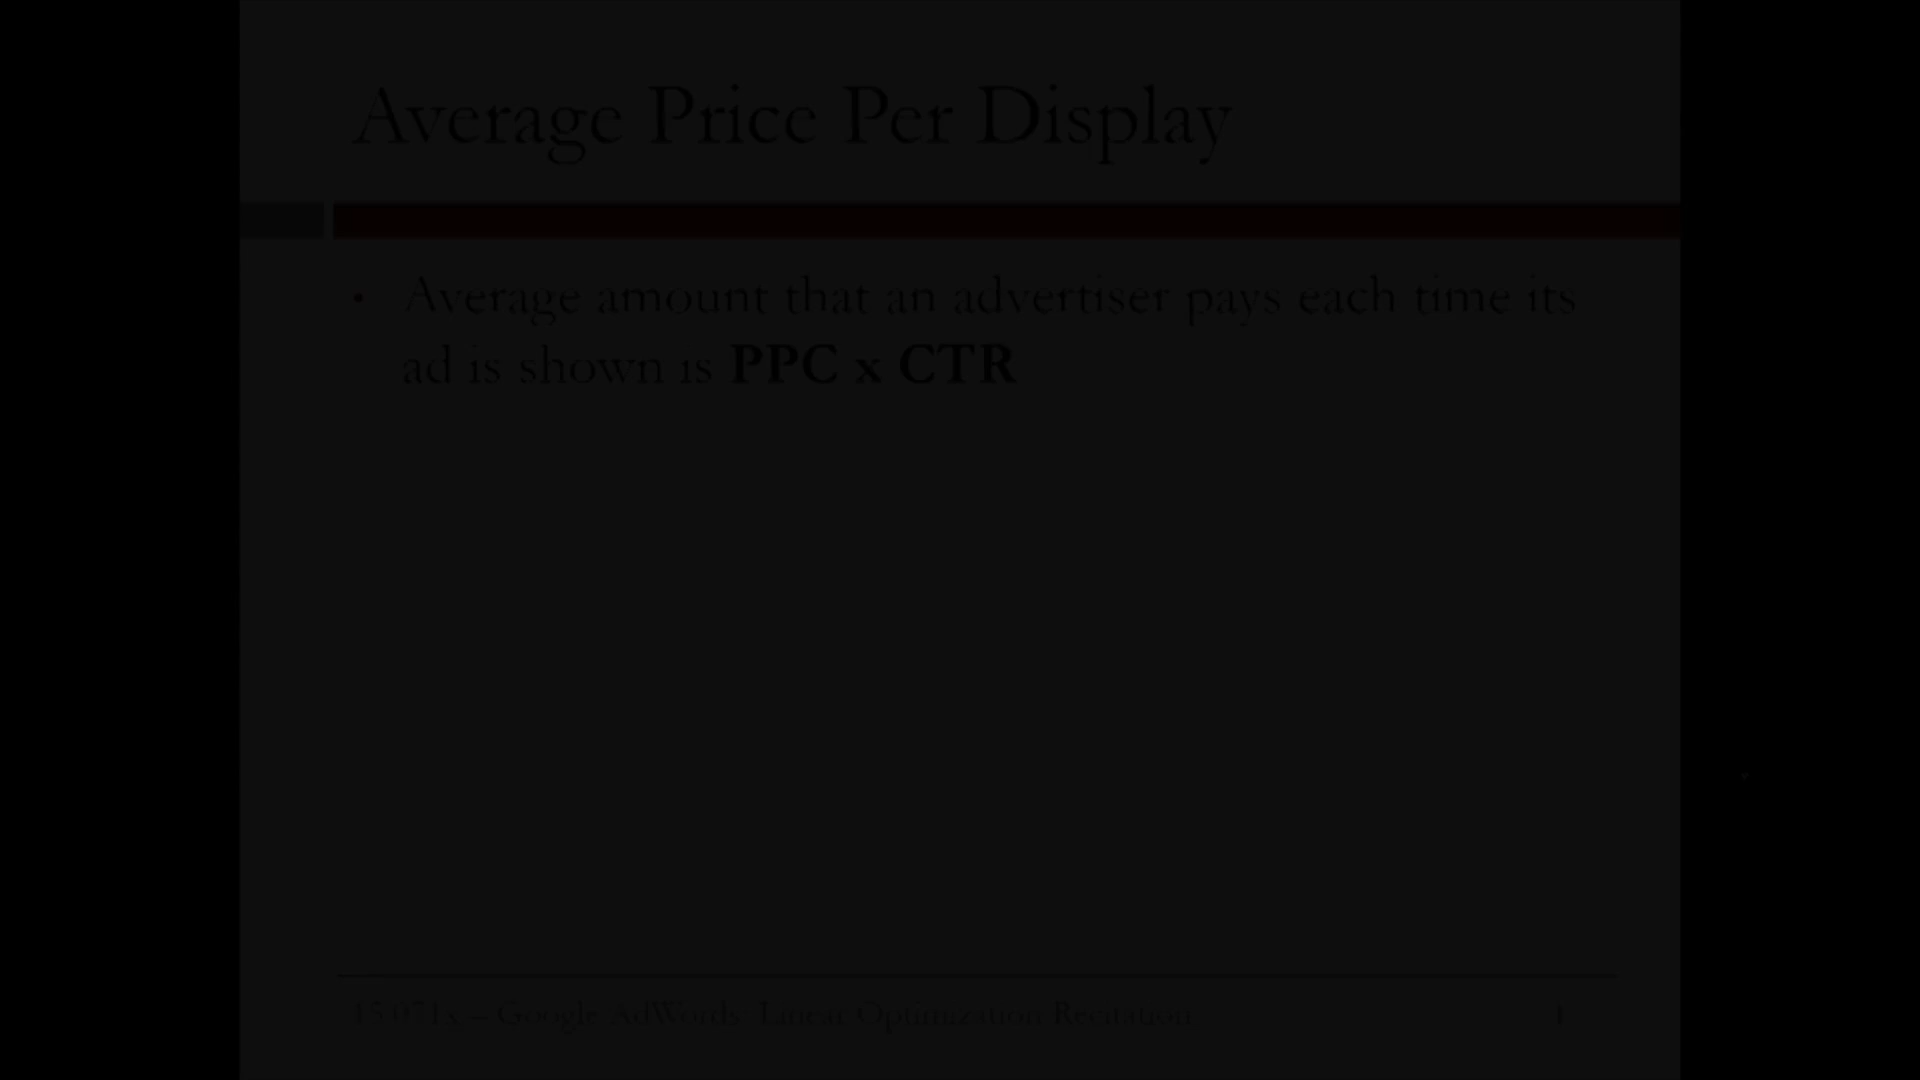 Average Price Per Display
• Average amount that an advertiser pays each time its
ad is shown is PPC x CTR
15.071x – Google AdWords: Linear Optimization Recitation 1